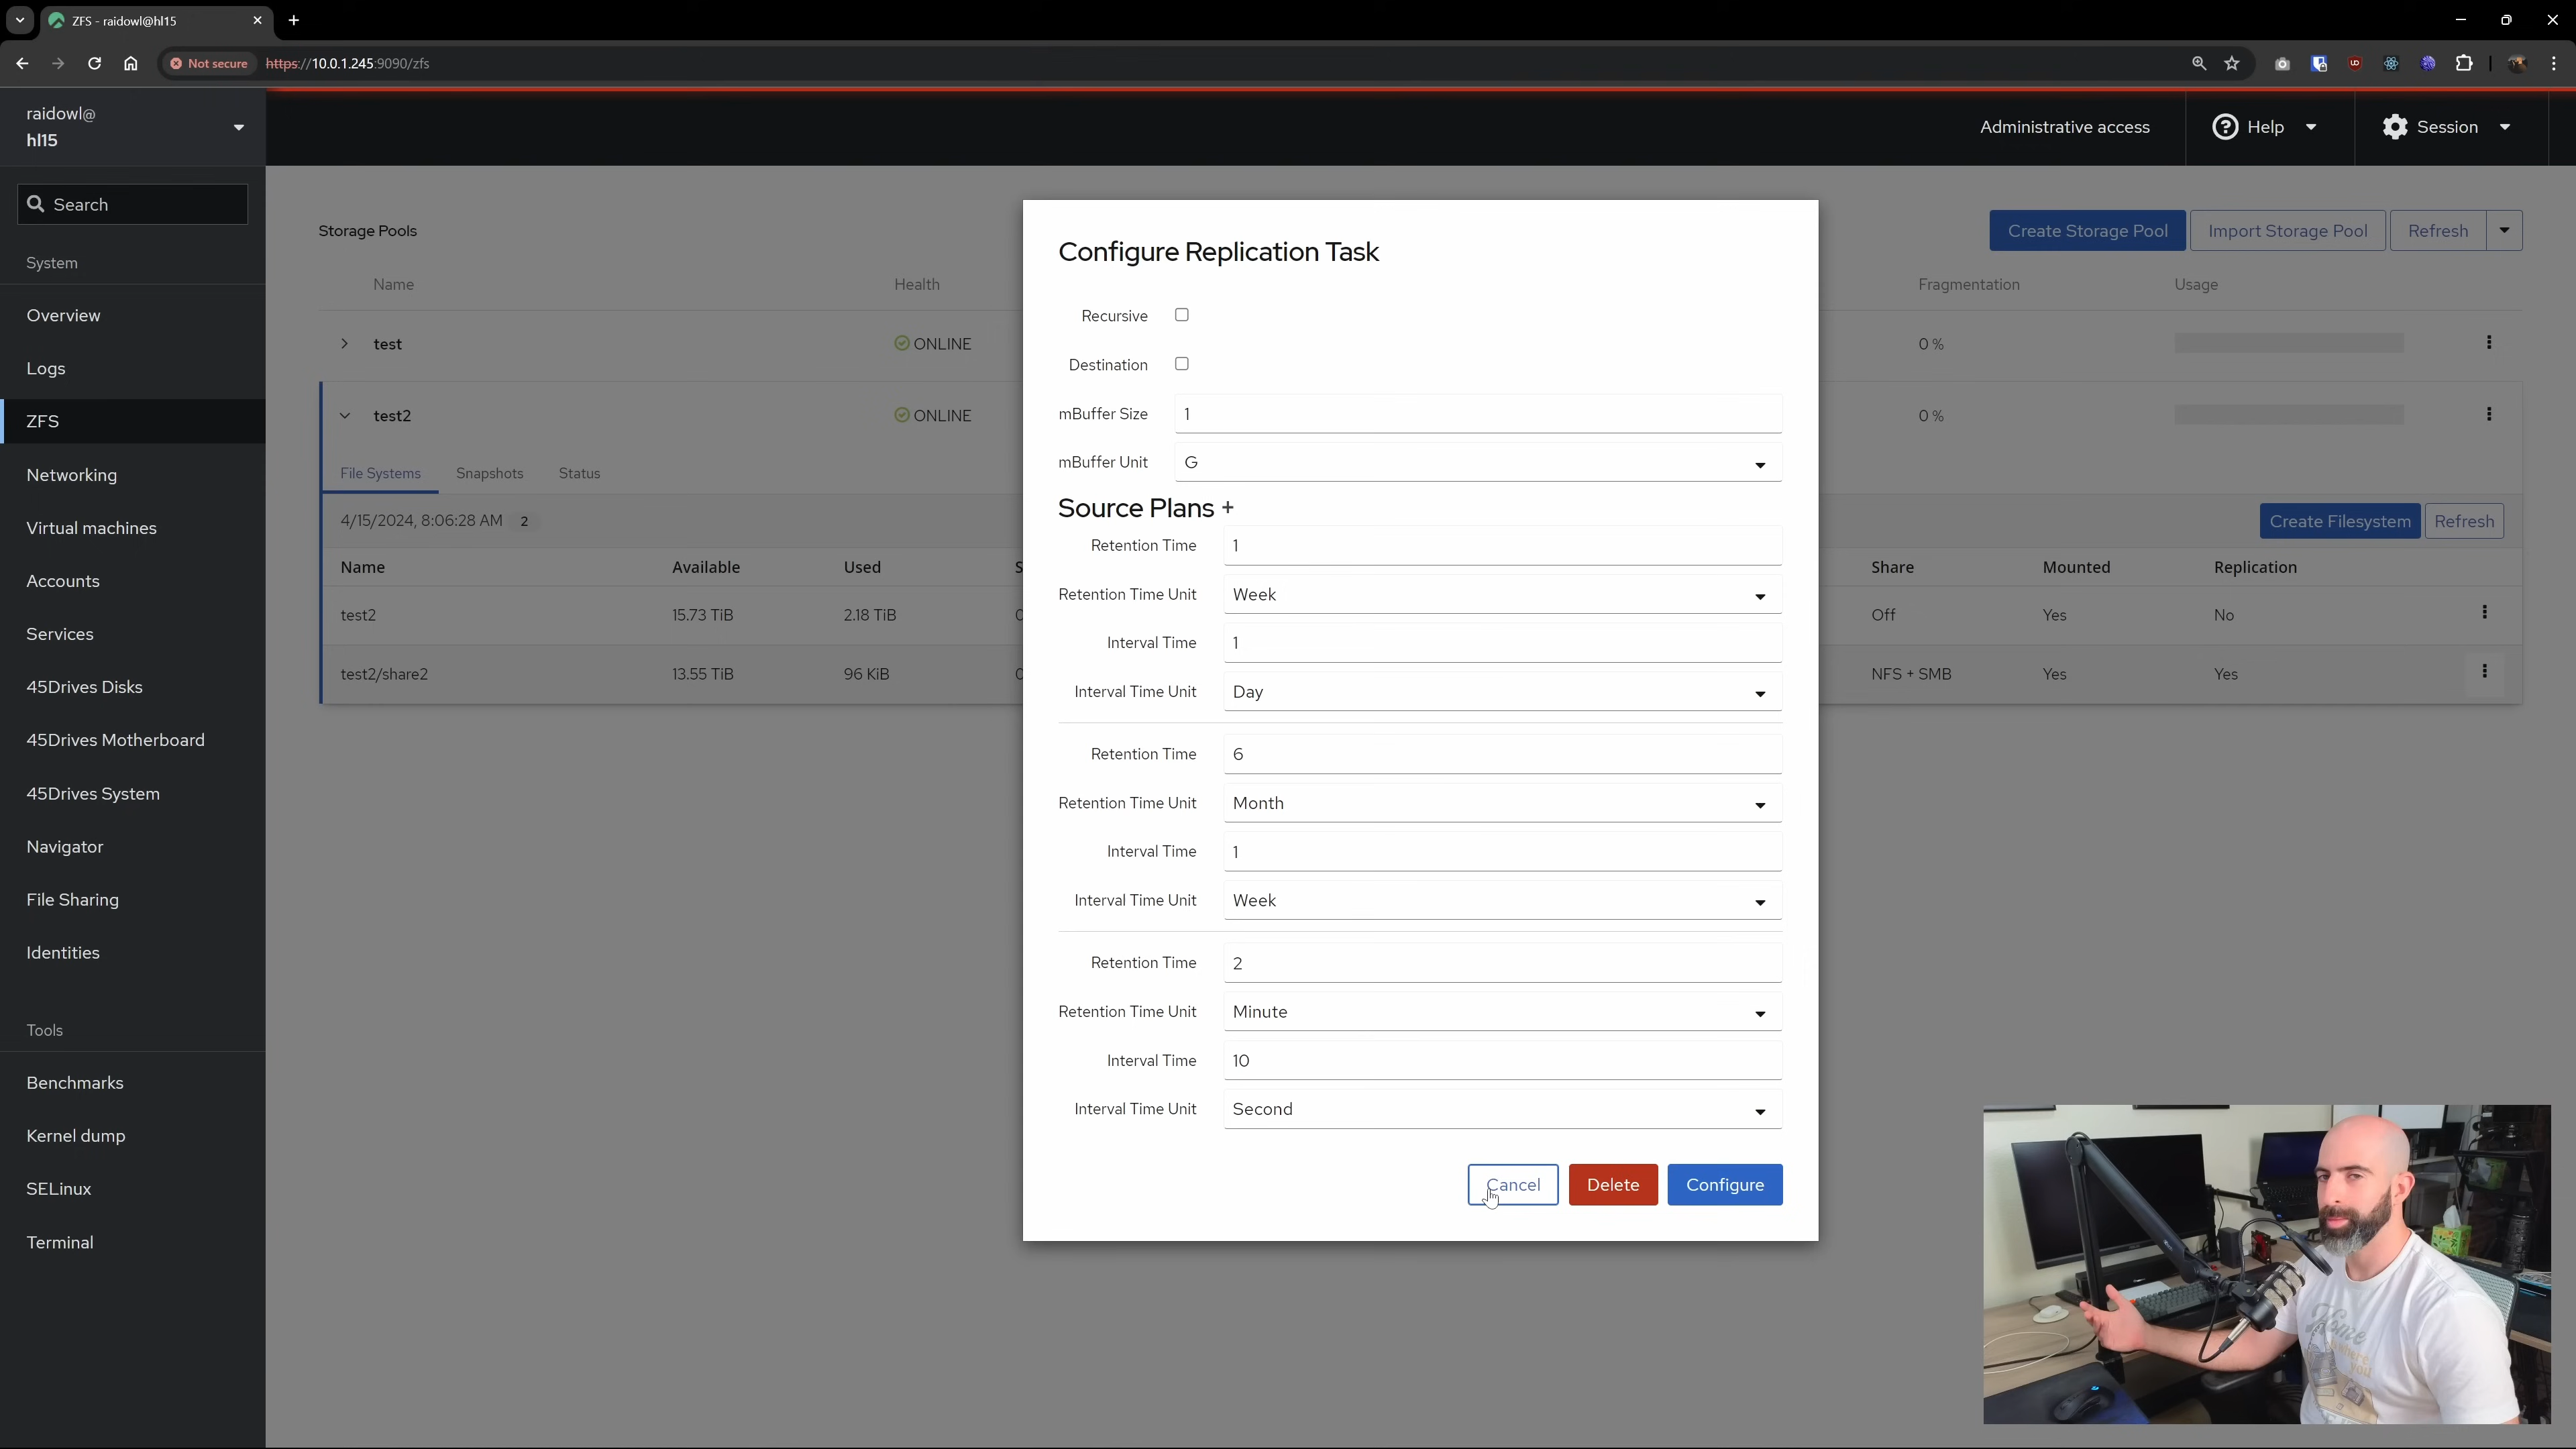 ZFS - raidowl@hl15
Not secure https://10.0.1.245:9090/zfs
raidowl@
hl15
Administrative access
Help
Session
Search
System
Overview
Logs
ZFS
Networking
Virtual machines
Accounts
Services
45Drives Disks
45Drives Motherboard
45Drives System
Navigator
File Sharing
Identities
Tools
Benchmarks
Kernel dump
SELinux
Terminal
Storage Pools
Create Storage Pool Import Storage Pool Refresh
Name Health Fragmentation Usage
test ONLINE 0 %
test2 ONLINE 0 %
File Systems Snapshots Status
4/15/2024, 8:06:28 AM 2
Create Filesystem Refresh
Name Available Used Share Mounted Replication
test2 15.73 TiB 2.18 TiB Off Yes No
test2/share2 13.55 TiB 96 KiB NFS + SMB Yes Yes
Configure Replication Task
Recursive
Destination
mBuffer Size 1
mBuffer Unit G
Source Plans +
Retention Time 1
Retention Time Unit Week
Interval Time 1
Interval Time Unit Day
Retention Time 6
Retention Time Unit Month
Interval Time 1
Interval Time Unit Week
Retention Time 2
Retention Time Unit Minute
Interval Time 10
Interval Time Unit Second
Cancel Delete Configure
Home